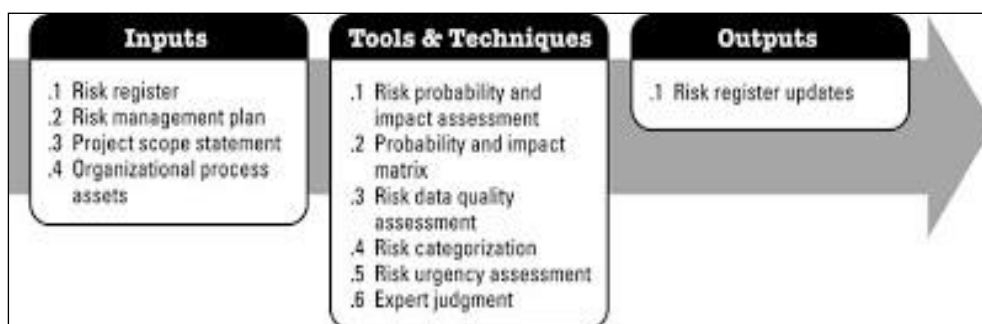 Inputs
.1 Risk register
.2 Risk management plan
.3 Project scope statement
.4 Organizational process
assets
Tools & Techniques
.1 Risk probability and
impact assessment
.2 Probability and impact
matrix
.3 Risk data quality
assessment
.4 Risk categorization
.5 Risk urgency assessment
.6 Expert judgment
Outputs
.1 Risk register updates